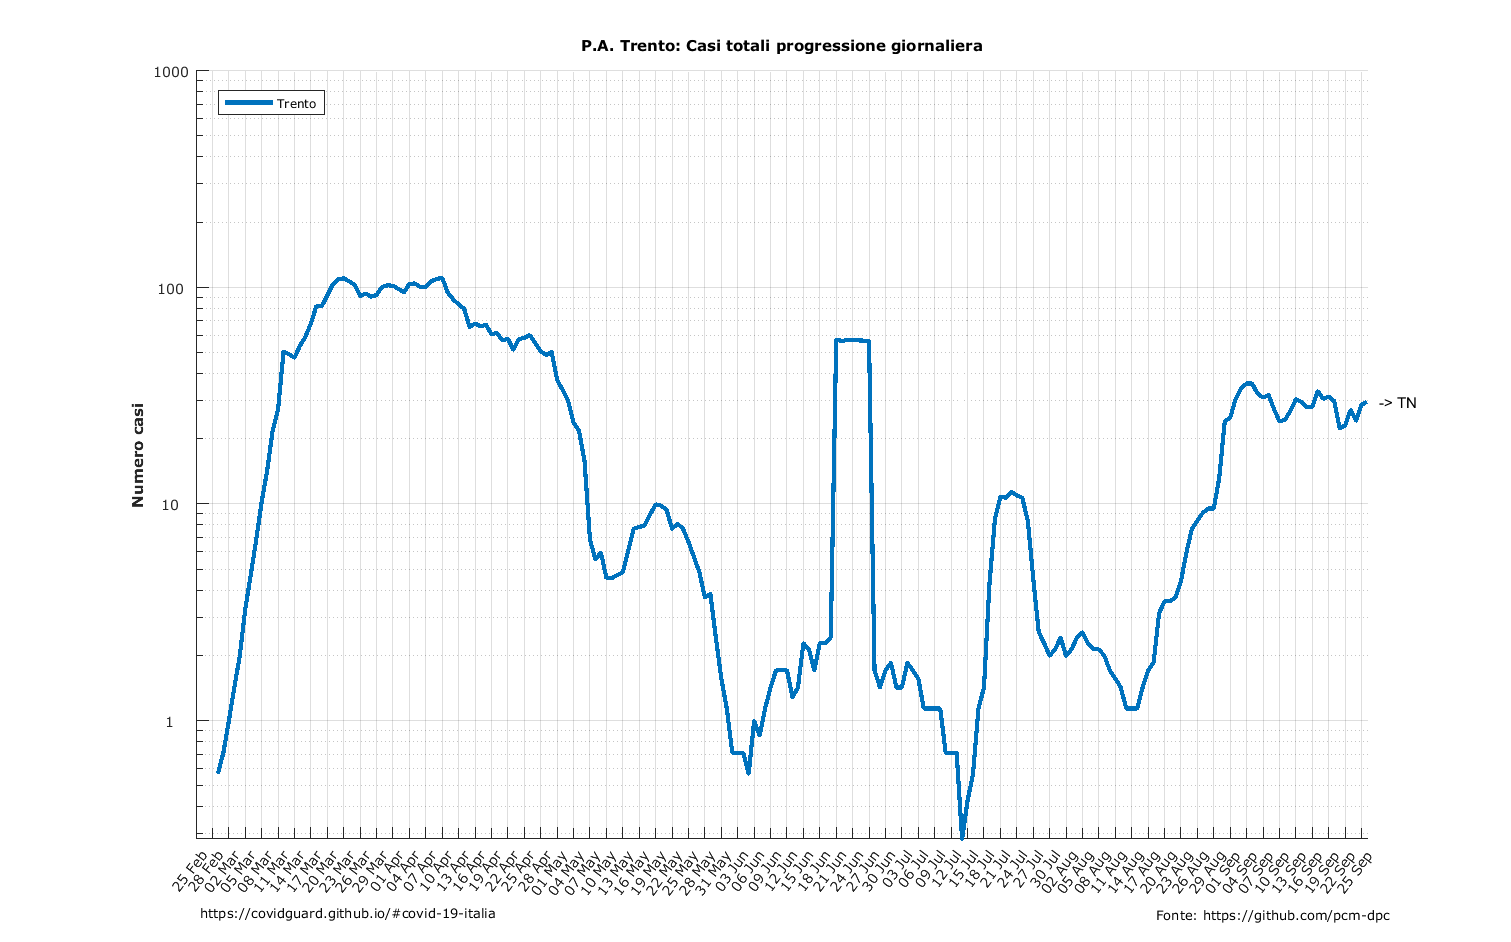 P.A. Trento: Casi totali progressione giornaliera
1000
Trento
100
Numero casi
-> TN
10
1
25 Feb
28 Feb
02 Mar
05 Mar
08 Mar
11 Mar
14 Mar
17 Mar
20 Mar
23 Mar
26 Mar
29 Mar
01 Apr
04 Apr
07 Apr
10 Apr
13 Apr
16 Apr
19 Apr
22 Apr
25 Apr
28 Apr
01 May
04 May
07 May
10 May
13 May
16 May
19 May
22 May
25 May
28 May
31 May
03 Jun
06 Jun
09 Jun
12 Jun
15 Jun
18 Jun
21 Jun
24 Jun
27 Jun
30 Jun
03 Jul
06 Jul
09 Jul
12 Jul
15 Jul
18 Jul
21 Jul
24 Jul
27 Jul
30 Jul
02 Aug
05 Aug
08 Aug
11 Aug
14 Aug
17 Aug
20 Aug
23 Aug
26 Aug
29 Aug
01 Sep
04 Sep
07 Sep
10 Sep
13 Sep
16 Sep
19 Sep
22 Sep
25 Sep
https://covidguard.github.io/#covid-19-italia
Fonte: https://github.com/pcm-dpc